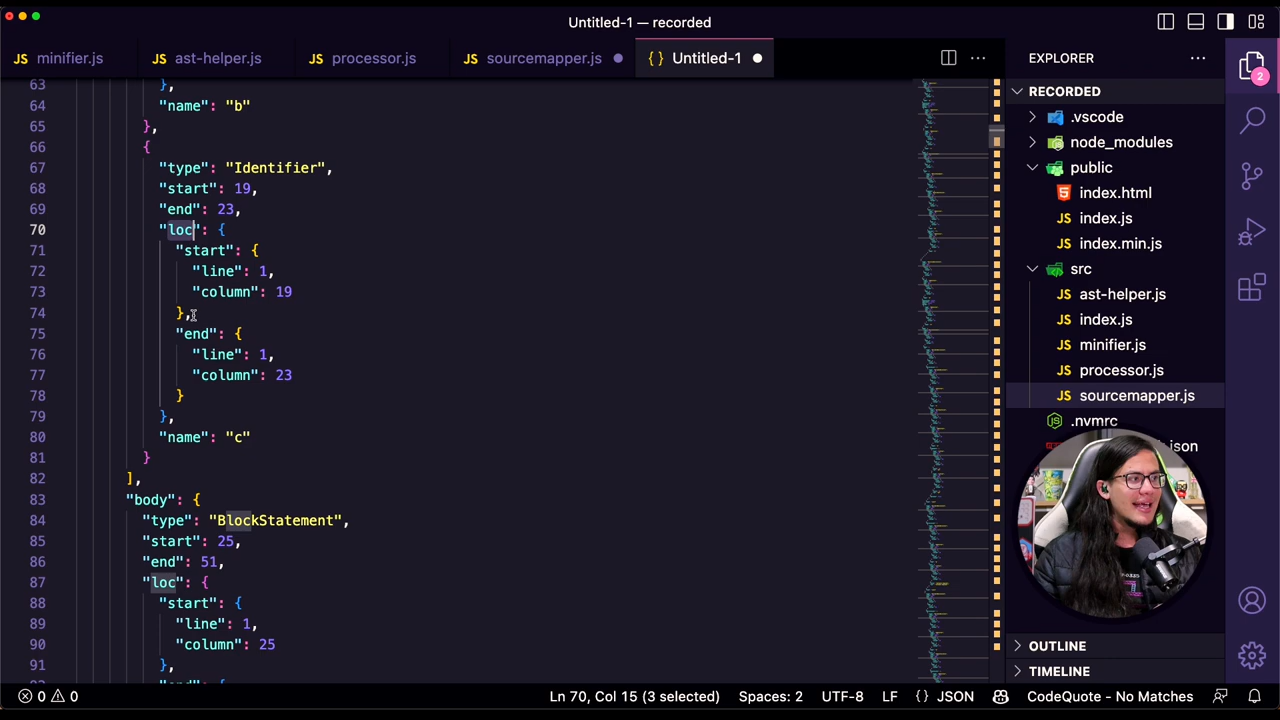 Untitled-1 — recorded
JS minifier.js
JS ast-helper.js
JS processor.js
JS sourcemapper.js
{ } Untitled-1
EXPLORER
RECORDED
.vscode
node_modules
public
index.html
JS index.js
JS index.min.js
src
JS ast-helper.js
JS index.js
JS minifier.js
JS processor.js
JS sourcemapper.js
.nvmrc
OUTLINE
TIMELINE
2
63 },
64 "name": "b"
65 },
66 {
67 "type": "Identifier",
68 "start": 19,
69 "end": 23,
70 "loc": {
71 "start": {
72 "line": 1,
73 "column": 19
74 },
75 "end": {
76 "line": 1,
77 "column": 23
78 }
79 },
80 "name": "c"
81 }
82 ],
83 "body": {
84 "type": "BlockStatement",
85 "start": 25,
86 "end": 51,
87 "loc": {
88 "start": {
89 "line": 1,
90 "column": 25
91 },
0 0
Ln 70, Col 15 (3 selected)
Spaces: 2
UTF-8
LF
{ } JSON
CodeQuote - No Matches